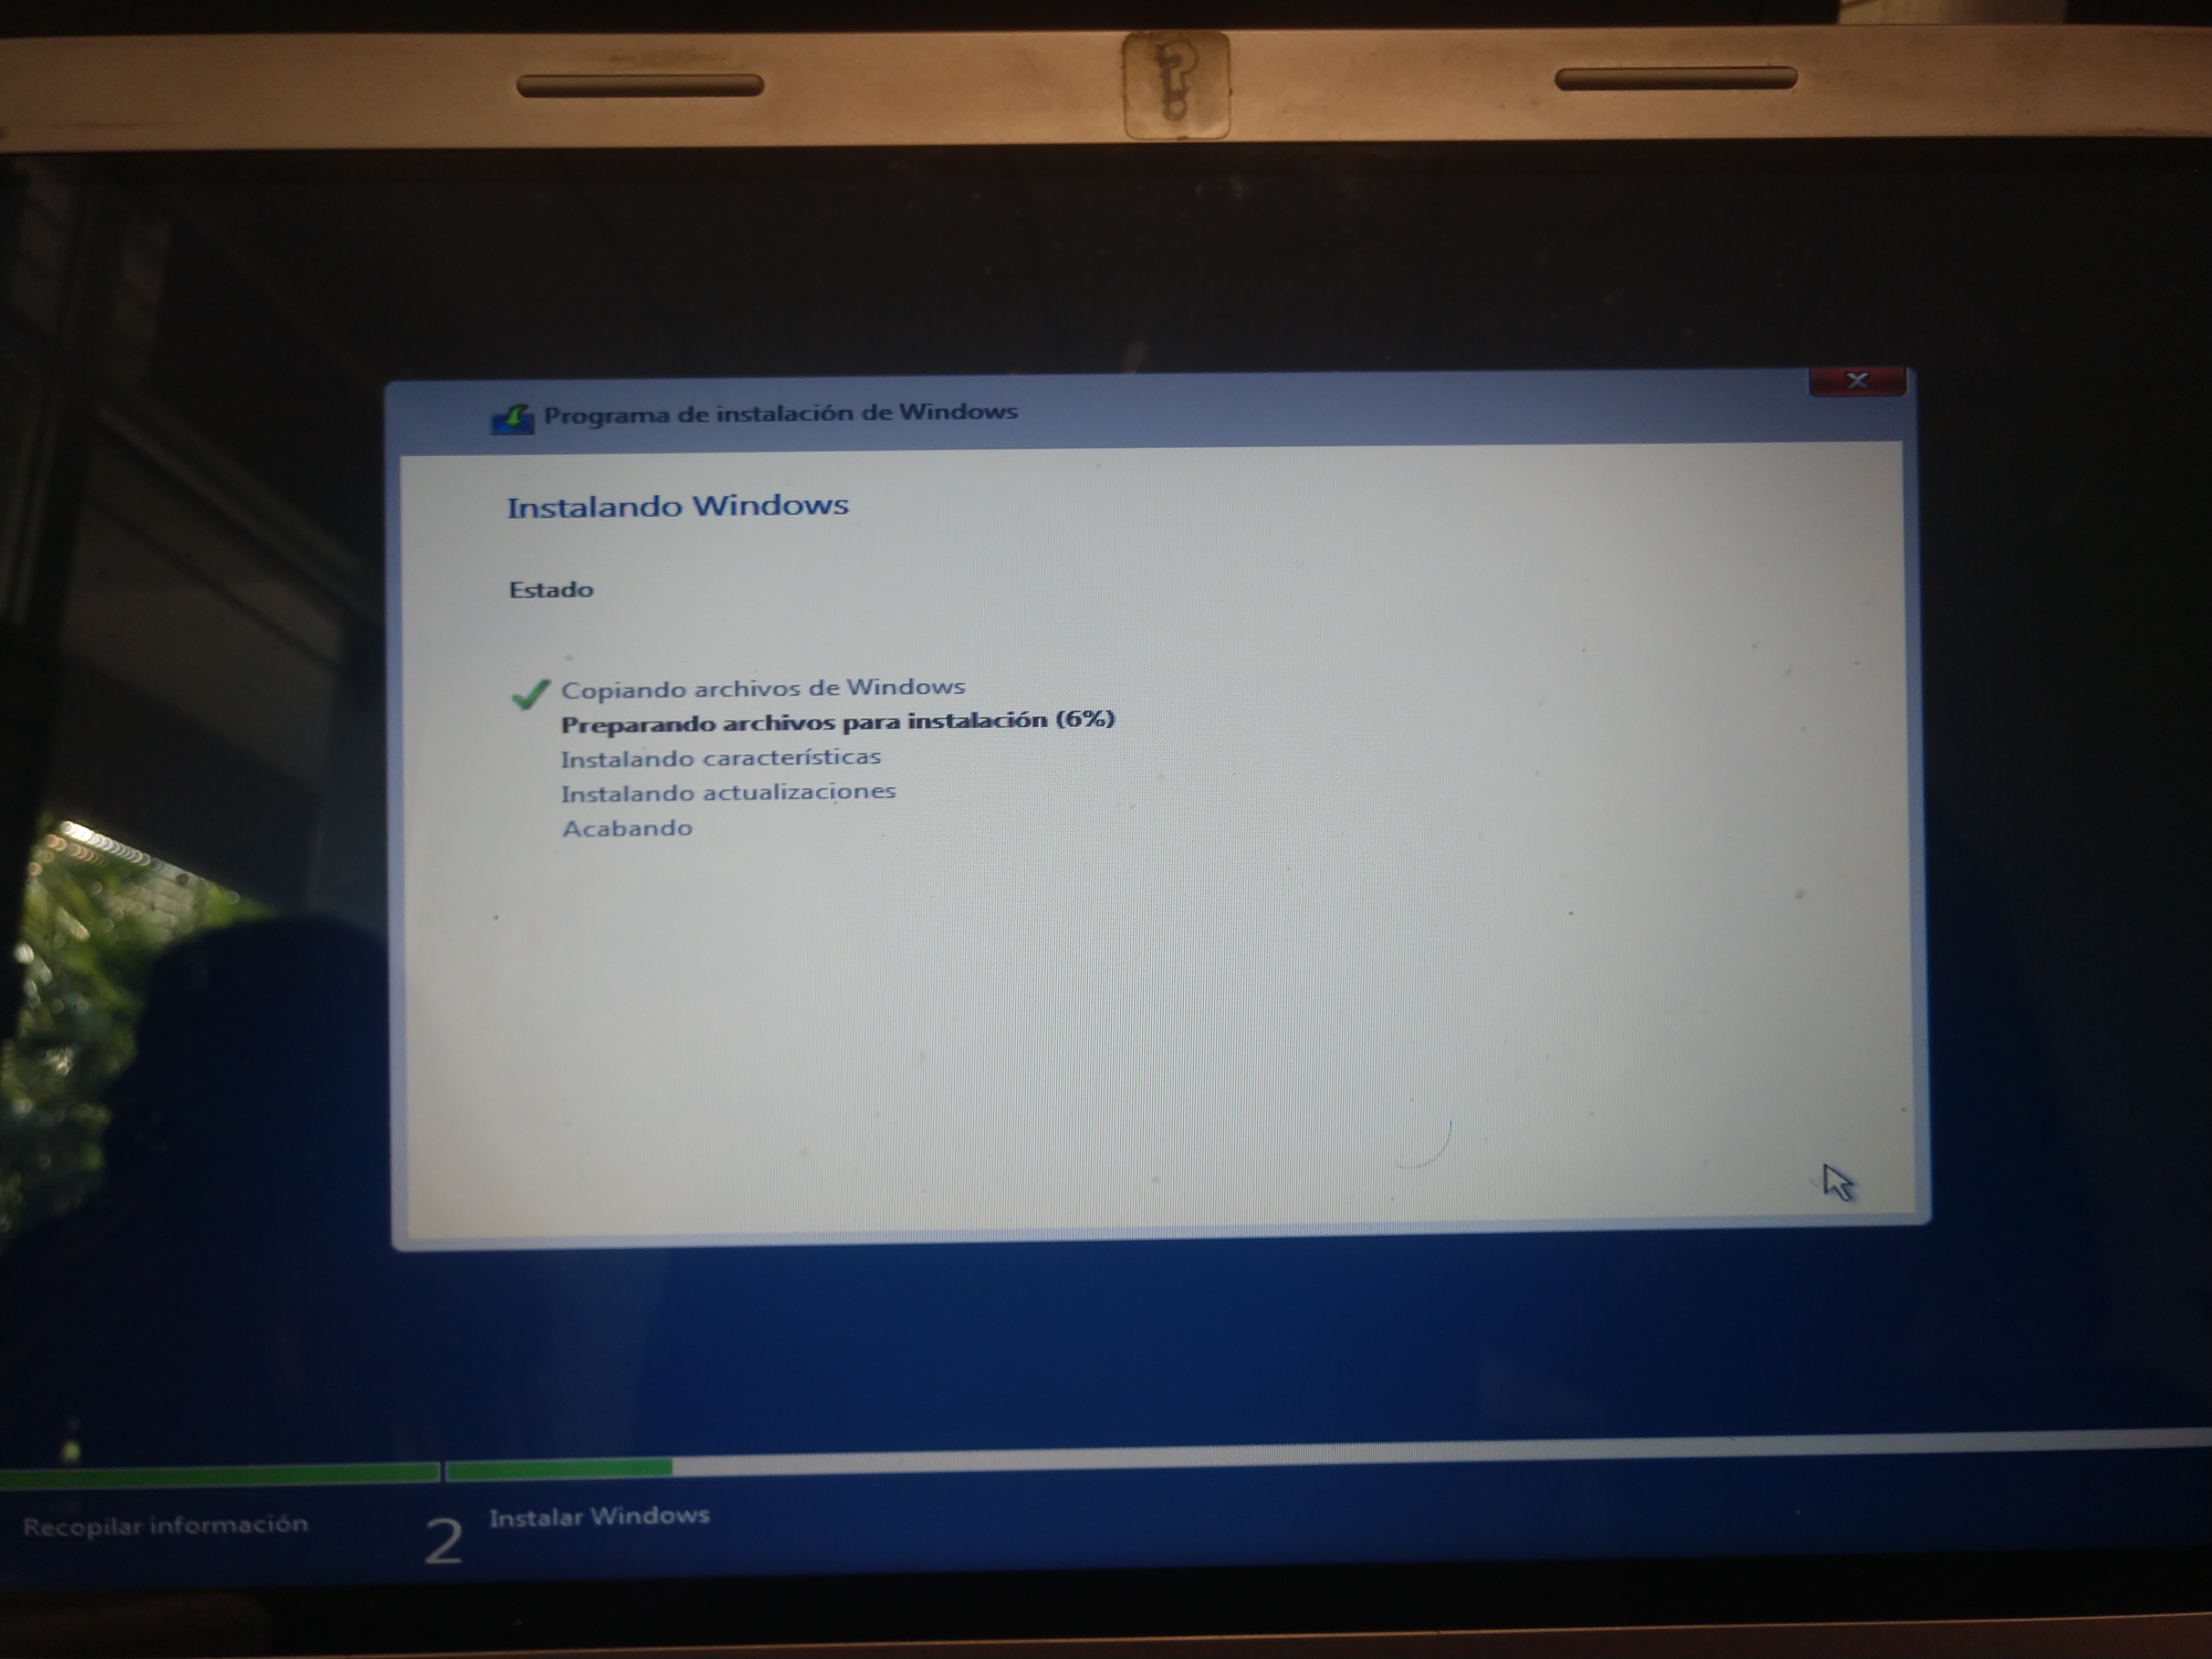 Programa de instalación de Windows
Instalando Windows
Estado
Copiando archivos de Windows
Preparando archivos para instalación (6%)
Instalando características
Instalando actualizaciones
Acabando
Recopilar información
2 Instalar Windows